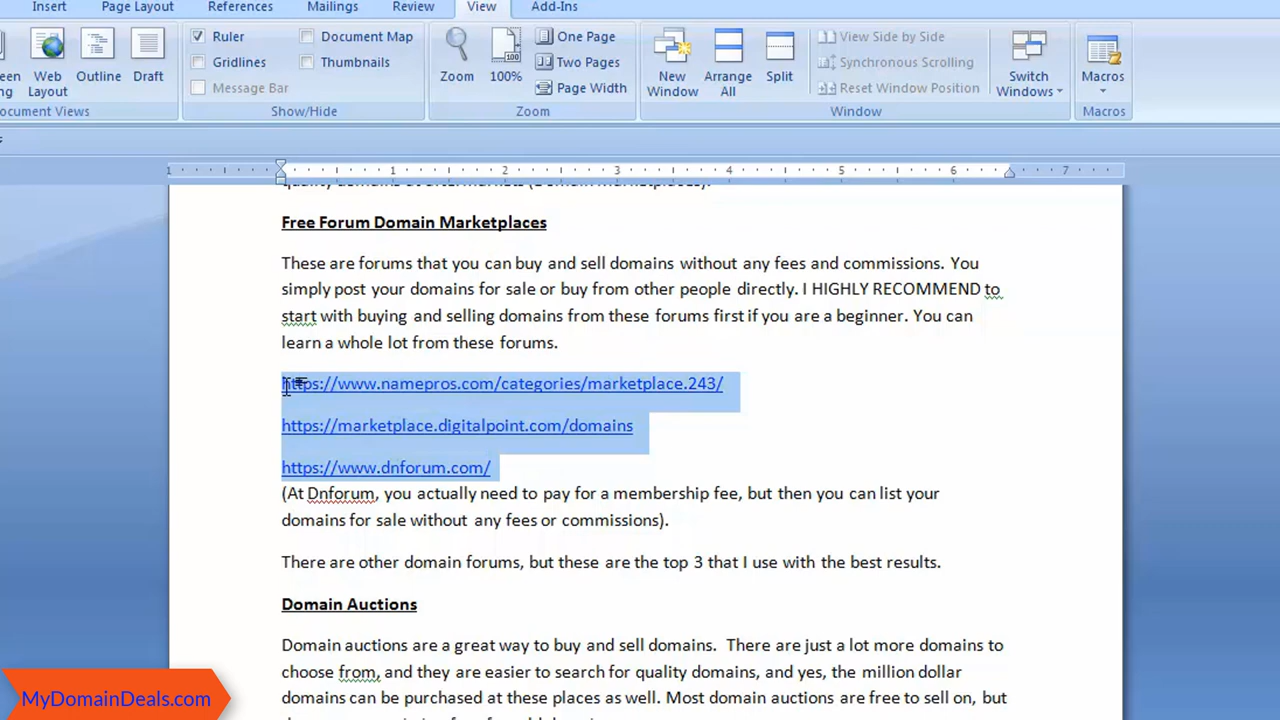 Insert Page Layout References Mailings Review View Add-Ins
Ruler Document Map One Page View Side by Side
Gridlines Thumbnails Two Pages Synchronous Scrolling
Message Bar Page Width Reset Window Position
Web Layout Outline Draft Zoom 100% New Window Arrange All Split Switch Windows Macros
Show/Hide Zoom Window Macros
1 1 2 3 4 5 6 7
Free Forum Domain Marketplaces
These are forums that you can buy and sell domains without any fees and commissions. You
simply post your domains for sale or buy from other people directly. I HIGHLY RECOMMEND to
start with buying and selling domains from these forums first if you are a beginner. You can
learn a whole lot from these forums.
https://www.namepros.com/categories/marketplace.243/
https://marketplace.digitalpoint.com/domains
https://www.dnforum.com/
(At Dnforum, you actually need to pay for a membership fee, but then you can list your
domains for sale without any fees or commissions).
There are other domain forums, but these are the top 3 that I use with the best results.
Domain Auctions
Domain auctions are a great way to buy and sell domains.  There are just a lot more domains to
choose from, and they are easier to search for quality domains, and yes, the million dollar
domains can be purchased at these places as well. Most domain auctions are free to sell on, but
MyDomainDeals.com